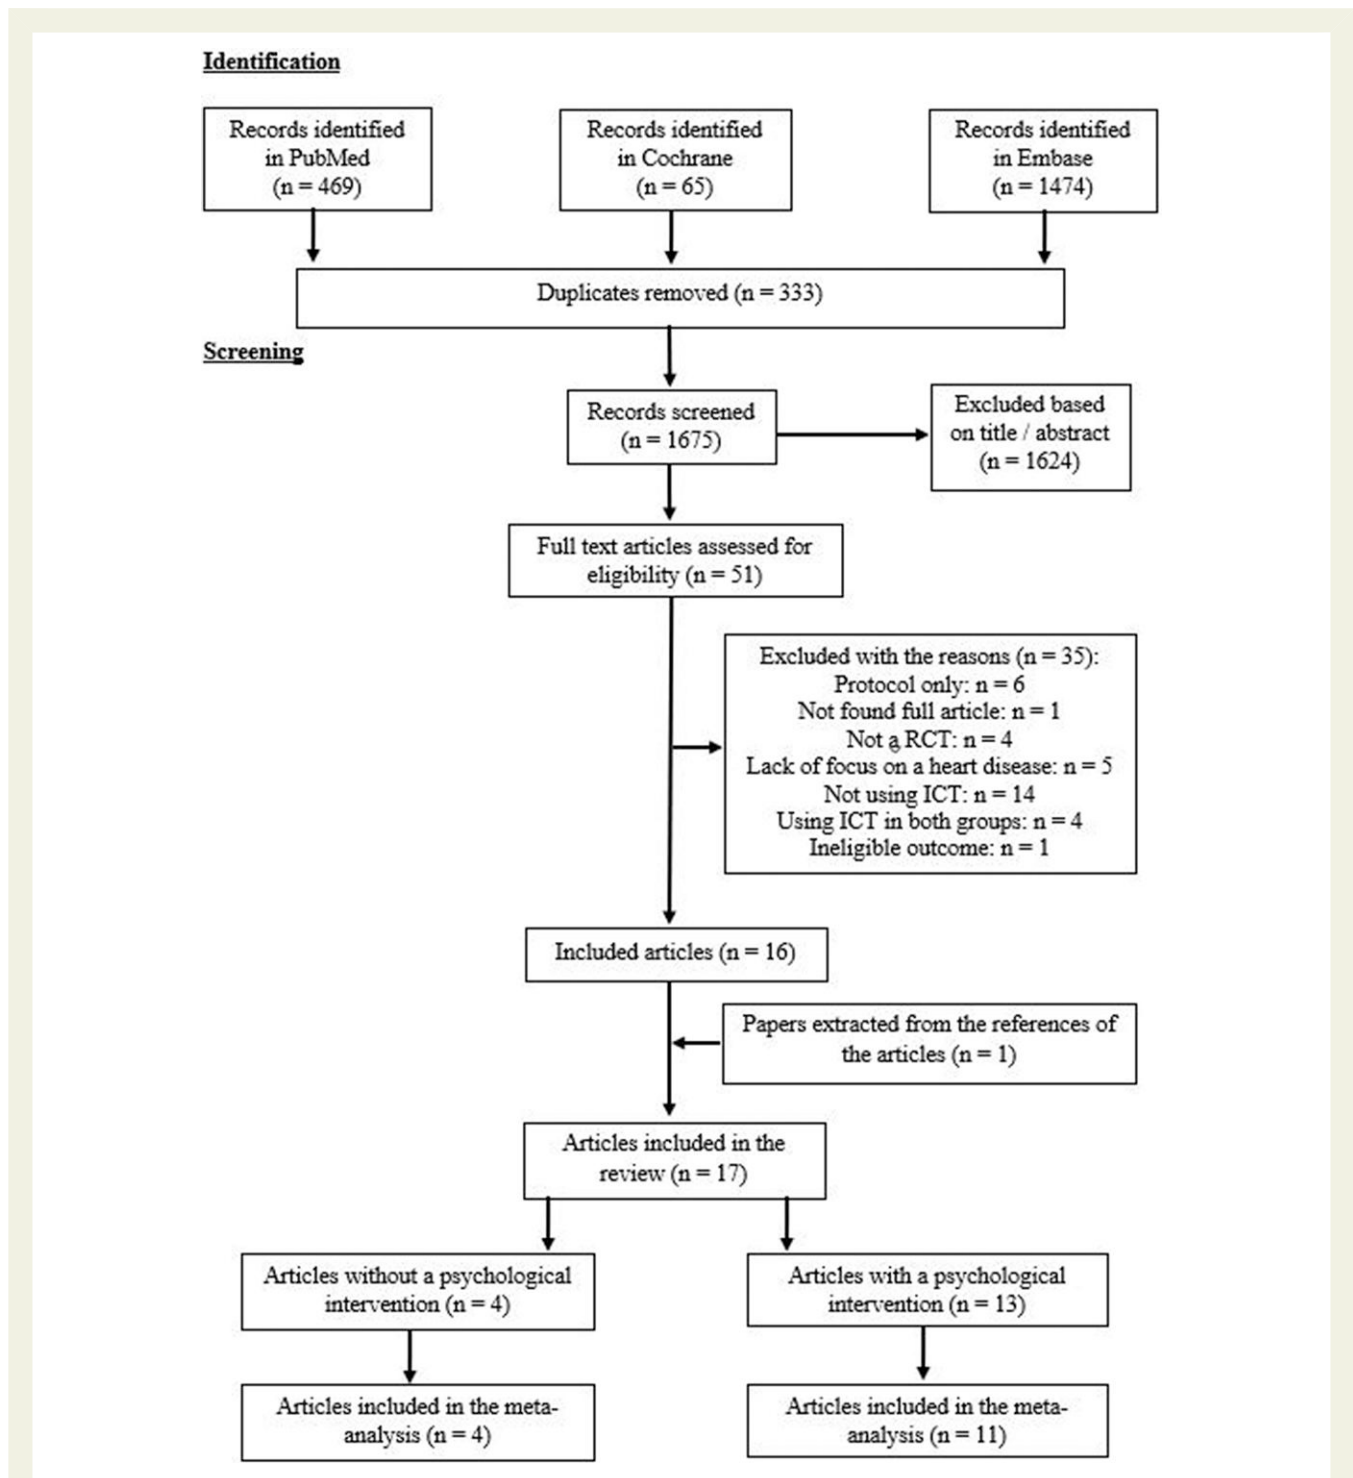 Identification
Records identified
in PubMed
(n = 469)
Records identified
in Cochrane
(n = 65)
Records identified
in Embase
(n = 1474)
Duplicates removed (n = 333)
Screening
Records screened
(n = 1675)
Excluded based
on title / abstract
(n = 1624)
Full text articles assessed for
eligibility (n = 51)
Excluded with the reasons (n = 35):
Protocol only: n = 6
Not found full article: n = 1
Not a RCT: n = 4
Lack of focus on a heart disease: n = 5
Not using ICT: n = 14
Using ICT in both groups: n = 4
Ineligible outcome: n = 1
Included articles (n = 16)
Papers extracted from the references of
the articles (n = 1)
Articles included in the
review (n = 17)
Articles without a psychological
intervention (n = 4)
Articles with a psychological
intervention (n = 13)
Articles included in the meta-
analysis (n = 4)
Articles included in the meta-
analysis (n = 11)